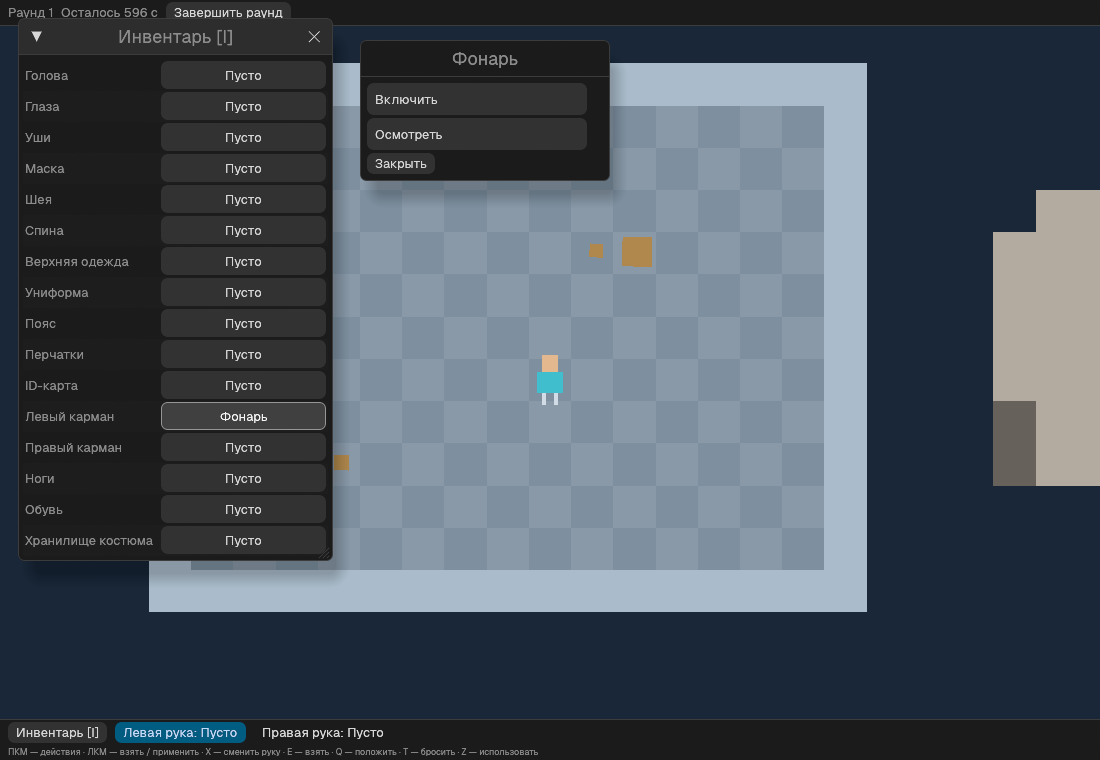 Раунд 1 Осталось 596 с Завершить раунд
Инвентарь [I]
Голова Пусто
Глаза Пусто
Уши Пусто
Маска Пусто
Шея Пусто
Спина Пусто
Верхняя одежда Пусто
Униформа Пусто
Пояс Пусто
Перчатки Пусто
ID-карта Пусто
Левый карман Фонарь
Правый карман Пусто
Ноги Пусто
Обувь Пусто
Хранилище костюма Пусто
Фонарь
Включить
Осмотреть
Закрыть
Инвентарь [I] Левая рука: Пусто Правая рука: Пусто
ПКМ — действия · ЛКМ — взять / применить · X — сменить руку · E — взять · Q — положить · T — бросить · Z — использовать